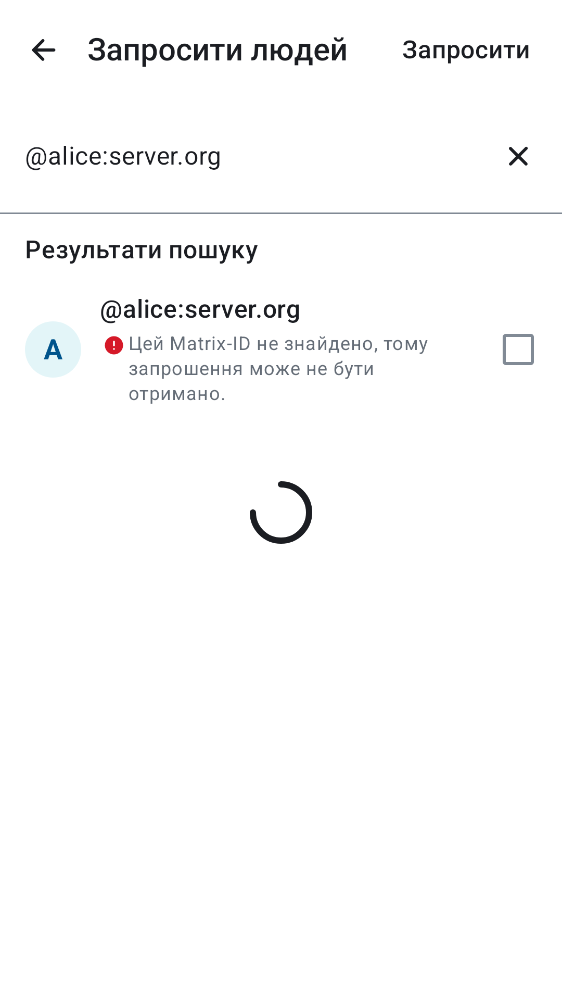 Запросити людей
Запросити
@alice:server.org
Результати пошуку
A
@alice:server.org
Цей Matrix-ID не знайдено, тому
запрошення може не бути
отримано.